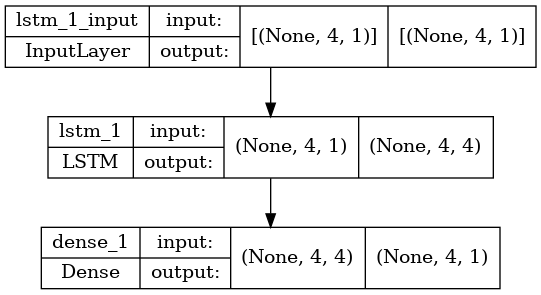 lstm_1_input input: [(None, 4, 1)] [(None, 4, 1)]
InputLayer output:
lstm_1 input: (None, 4, 1) (None, 4, 4)
LSTM output:
dense_1 input: (None, 4, 4) (None, 4, 1)
Dense output: